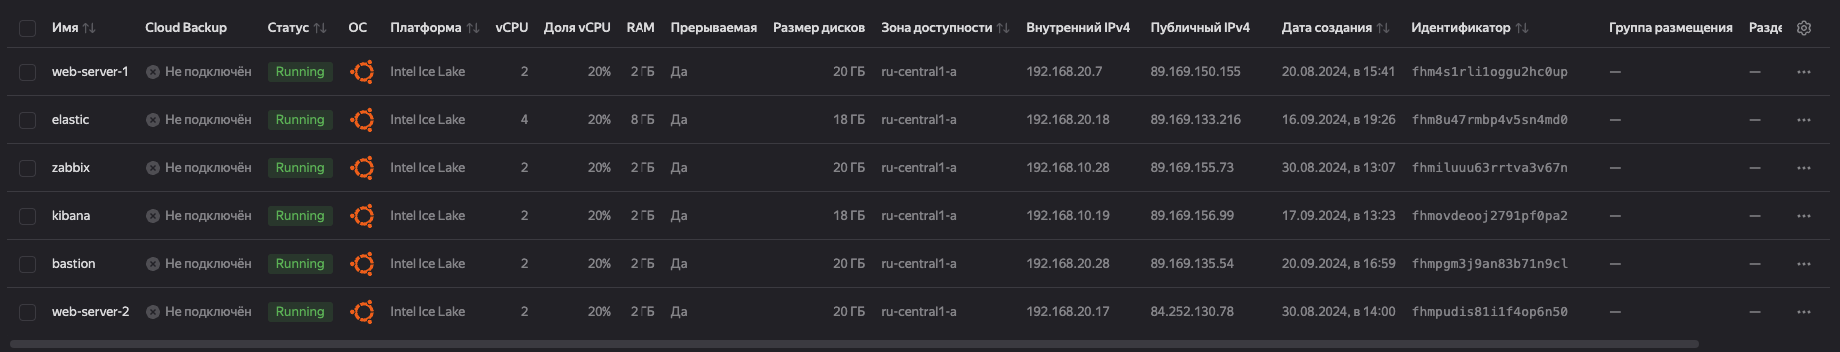 Имя Cloud Backup Статус ОС Платформа vCPU Доля vCPU RAM Прерываемая Размер дисков Зона доступности Внутренний IPv4 Публичный IPv4 Дата создания Идентификатор Группа размещения Разде
web-server-1 Не подключён Running Intel Ice Lake 2 20% 2 ГБ Да 20 ГБ ru-central1-a 192.168.20.7 89.169.150.155 20.08.2024, в 15:41 fhm4s1rli1oggu2hc0up — —
elastic Не подключён Running Intel Ice Lake 4 20% 8 ГБ Да 18 ГБ ru-central1-a 192.168.20.18 89.169.133.216 16.09.2024, в 19:26 fhm8u47rmbp4v5sn4md0 — —
zabbix Не подключён Running Intel Ice Lake 2 20% 2 ГБ Да 20 ГБ ru-central1-a 192.168.10.28 89.169.155.73 30.08.2024, в 13:07 fhmiluuu63rrtva3v67n — —
kibana Не подключён Running Intel Ice Lake 2 20% 2 ГБ Да 18 ГБ ru-central1-a 192.168.10.19 89.169.156.99 17.09.2024, в 13:23 fhmovdeooj2791pf0pa2 — —
bastion Не подключён Running Intel Ice Lake 2 20% 2 ГБ Да 20 ГБ ru-central1-a 192.168.20.28 89.169.135.54 20.09.2024, в 16:59 fhmpgm3j9an83b71n9cl — —
web-server-2 Не подключён Running Intel Ice Lake 2 20% 2 ГБ Да 20 ГБ ru-central1-a 192.168.20.17 84.252.130.78 30.08.2024, в 14:00 fhmpudis81i1f4op6n50 — —